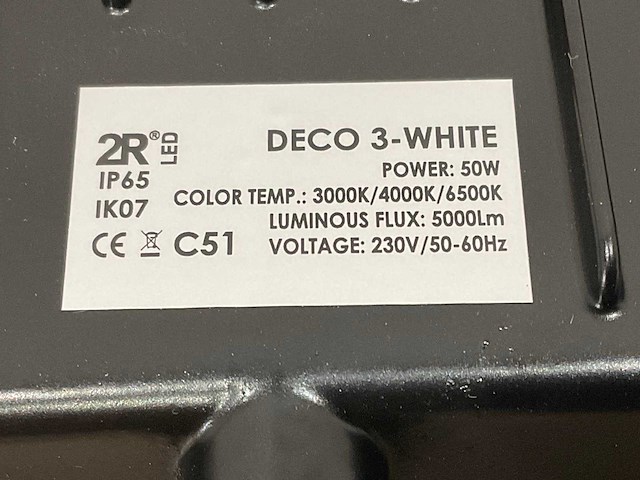 2R® LED
IP65
IK07
CE C51
DECO 3-WHITE
POWER: 50W
COLOR TEMP.: 3000K/4000K/6500K
LUMINOUS FLUX: 5000Lm
VOLTAGE: 230V/50-60Hz